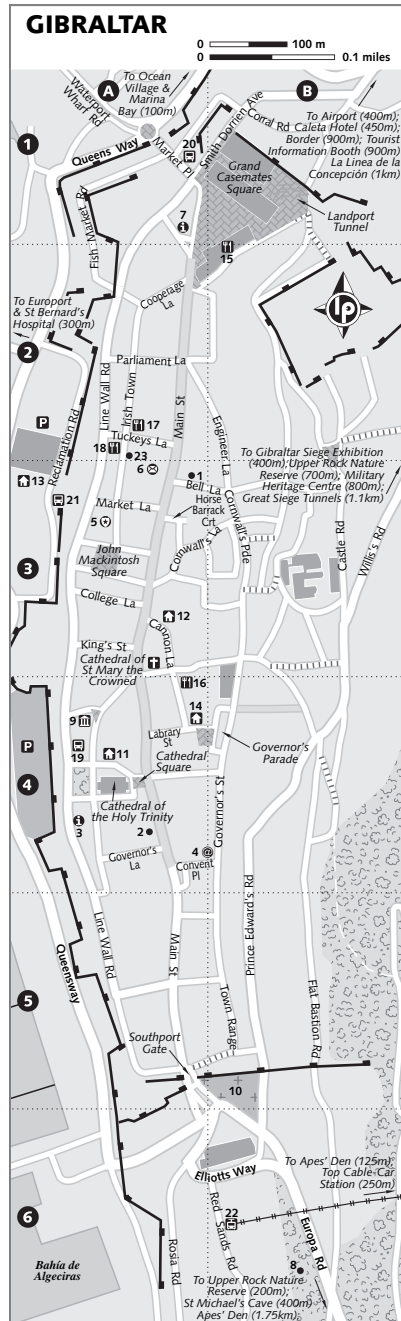 GIBRALTAR
0 100 m
0 0.1 miles
A
B
To Ocean
Village &
Marina
Bay (100m)
Waterport
Wharf Rd
To Airport (400m);
Caleta Hotel (450m);
Border (900m); Tourist
Information Booth (900m)
La Linea de la
Concepción (1km)
1
Queens Way
Market Pl
20
Smith Dorrien Ave
Corral Rd
Grand
Casemates
Square
Landport
Tunnel
Fish Market Rd
7
15
Cooperage
La
lp
To Europort
& St Bernard's
Hospital (300m)
2
Parliament La
Line Wall Rd
Irish Town
Main St
Engineer La
Reclamation Rd
P
17
Tuckeys La
18
23
6
1
Bell La
To Gibraltar Siege Exhibition
(400m);Upper Rock Nature
Reserve (700m); Military
Heritage Centre (800m);
Great Siege Tunnels (1.1km)
13
21
Market La
Horse
Barrack
Crt
Cornwall's Pde
5
Cornwall's La
Castle Rd
Willis's Rd
3
John
Mackintosh
Square
College La
12
Cannon La
King's St
Cathedral of
St Mary the
Crowned
16
14
9
P
Library
St
Governor's
Parade
19
11
Cathedral
Square
4
Cathedral of
the Holy Trinity
3
2
Governor's St
4
Governor's
La
Convent
Pl
Prince Edward's Rd
Line Wall Rd
Main St
Queensway
5
Town Range
Flat Bastion Rd
Southport
Gate
10
To Apes' Den (125m);
Top Cable-Car
Station (250m)
Elliotts Way
6
22
Red Sands Rd
Rosia Rd
Europa Rd
Bahía de
Algeciras
8
To Upper Rock Nature
Reserve (200m);
St Michael's Cave (400m)
Apes' Den (1.75km);